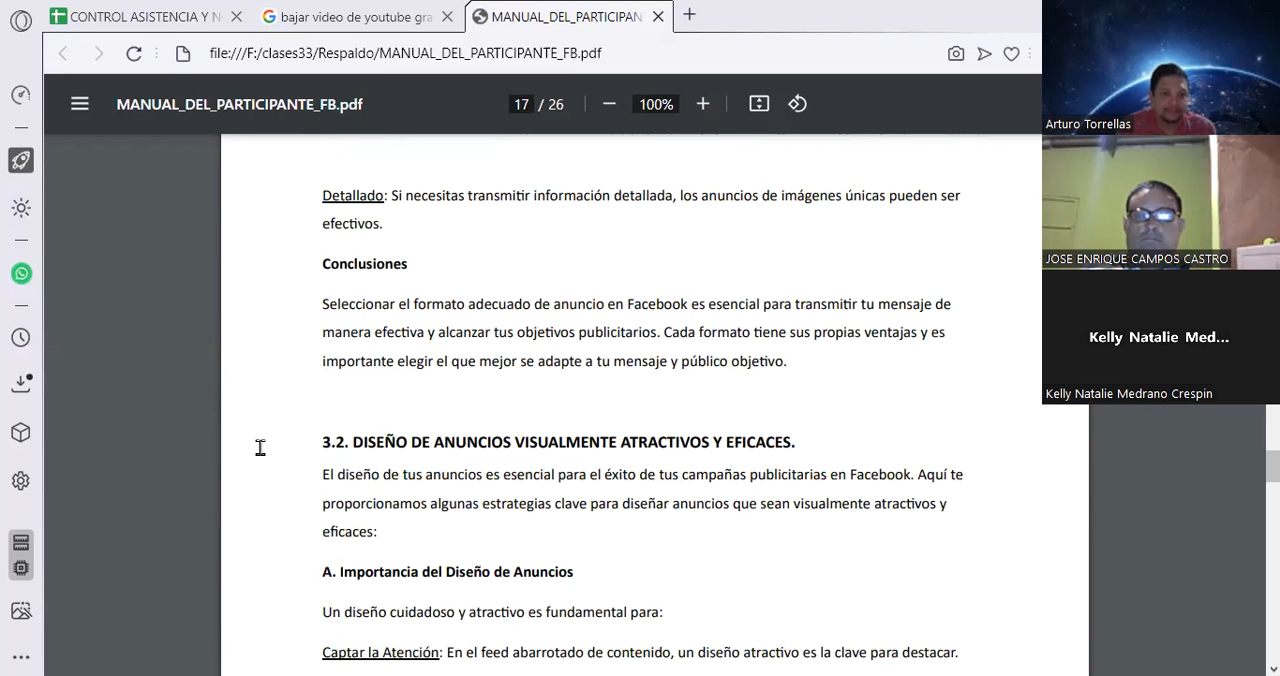 CONTROL ASISTENCIA Y N
bajar video de youtube gra
MANUAL_DEL_PARTICIPAN
file:///F:/clases33/Respaldo/MANUAL_DEL_PARTICIPANTE_FB.pdf
MANUAL_DEL_PARTICIPANTE_FB.pdf
17 / 26
100%
Arturo Torrellas
JOSE ENRIQUE CAMPOS CASTRO
Kelly Natalie Med...
Kelly Natalie Medrano Crespin
Detallado: Si necesitas transmitir información detallada, los anuncios de imágenes únicas pueden ser
efectivos.
Conclusiones
Seleccionar el formato adecuado de anuncio en Facebook es esencial para transmitir tu mensaje de
manera efectiva y alcanzar tus objetivos publicitarios. Cada formato tiene sus propias ventajas y es
importante elegir el que mejor se adapte a tu mensaje y público objetivo.
3.2. DISEÑO DE ANUNCIOS VISUALMENTE ATRACTIVOS Y EFICACES.
El diseño de tus anuncios es esencial para el éxito de tus campañas publicitarias en Facebook. Aquí te
proporcionamos algunas estrategias clave para diseñar anuncios que sean visualmente atractivos y
eficaces:
A. Importancia del Diseño de Anuncios
Un diseño cuidadoso y atractivo es fundamental para:
Captar la Atención: En el feed abarrotado de contenido, un diseño atractivo es la clave para destacar.